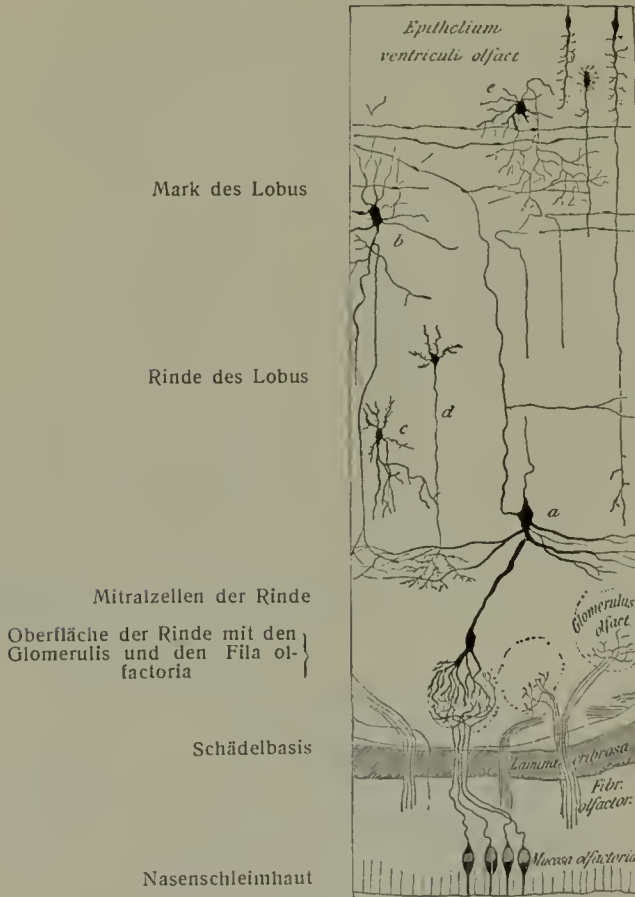 Epithelium
ventriculi olfact
e
Mark des Lobus
b
Rinde des Lobus
d
c
a
Mitralzellen der Rinde
Glomerulus
olfact.
Oberfläche der Rinde mit den
Glomerulis und den Fila ol-
factoria
Schädelbasis
Lamina cribrosa
Fibr.
olfactor.
Mucosa olfactoria
Nasenschleimhaut